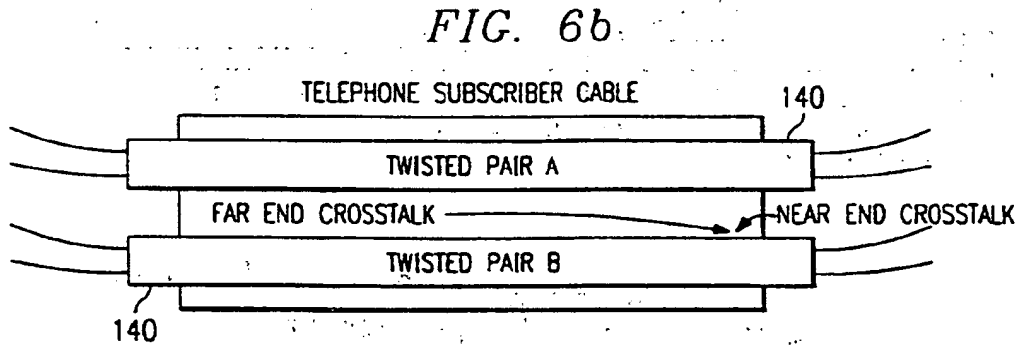 FIG. 6b
TELEPHONE SUBSCRIBER CABLE
140
TWISTED PAIR A
FAR END CROSSTALK
NEAR END CROSSTALK
TWISTED PAIR B
140